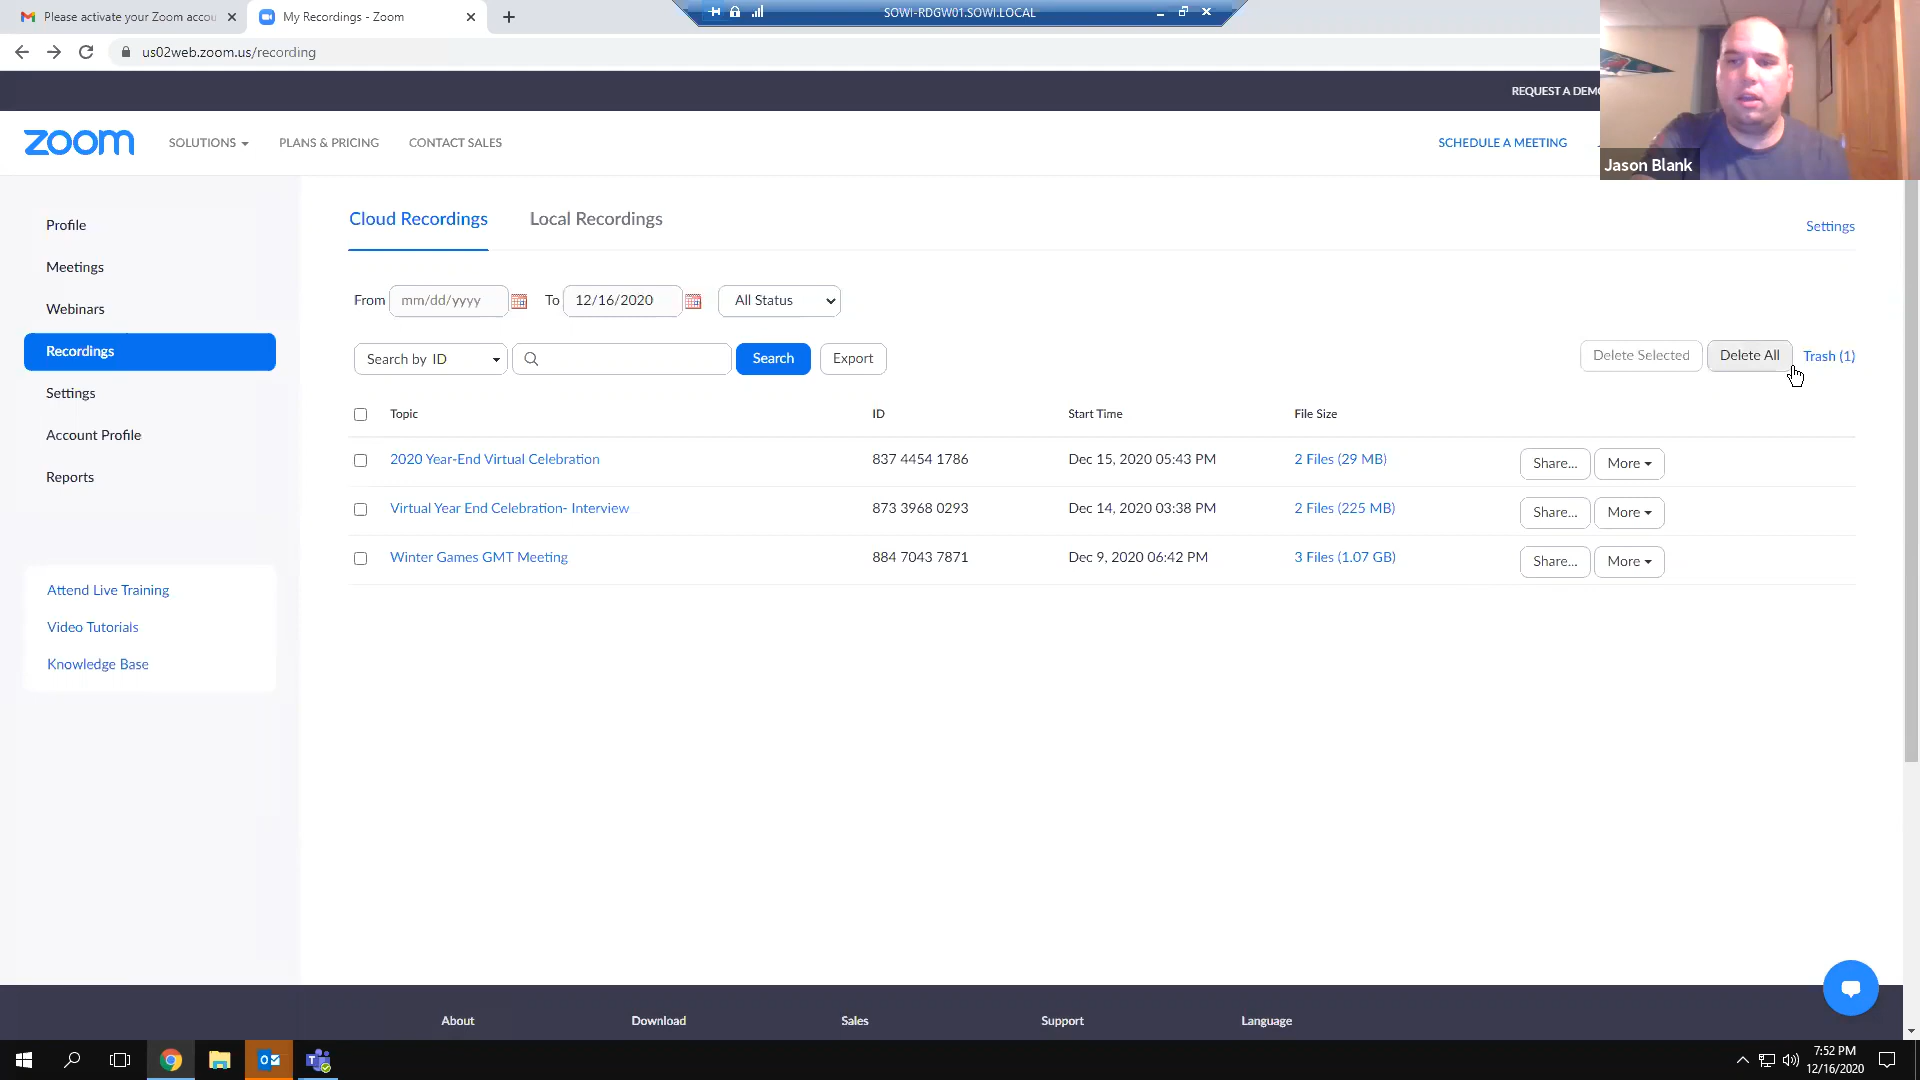 Please activate your Zoom accou
My Recordings - Zoom
SOWI-RDGW01.SOWI.LOCAL
us02web.zoom.us/recording
REQUEST A DEMO
zoom
SOLUTIONS
PLANS & PRICING
CONTACT SALES
SCHEDULE A MEETING
Jason Blank
Profile
Meetings
Webinars
Recordings
Settings
Account Profile
Reports
Attend Live Training
Video Tutorials
Knowledge Base
Cloud Recordings
Local Recordings
Settings
From mm/dd/yyyy To 12/16/2020 All Status
Search by ID Search Export Delete Selected Delete All Trash (1)
Topic ID Start Time File Size
2020 Year-End Virtual Celebration 837 4454 1786 Dec 15, 2020 05:43 PM 2 Files (29 MB) Share... More
Virtual Year End Celebration- Interview 873 3968 0293 Dec 14, 2020 03:38 PM 2 Files (225 MB) Share... More
Winter Games GMT Meeting 884 7043 7871 Dec 9, 2020 06:42 PM 3 Files (1.07 GB) Share... More
About Download Sales Support Language
7:52 PM
12/16/2020